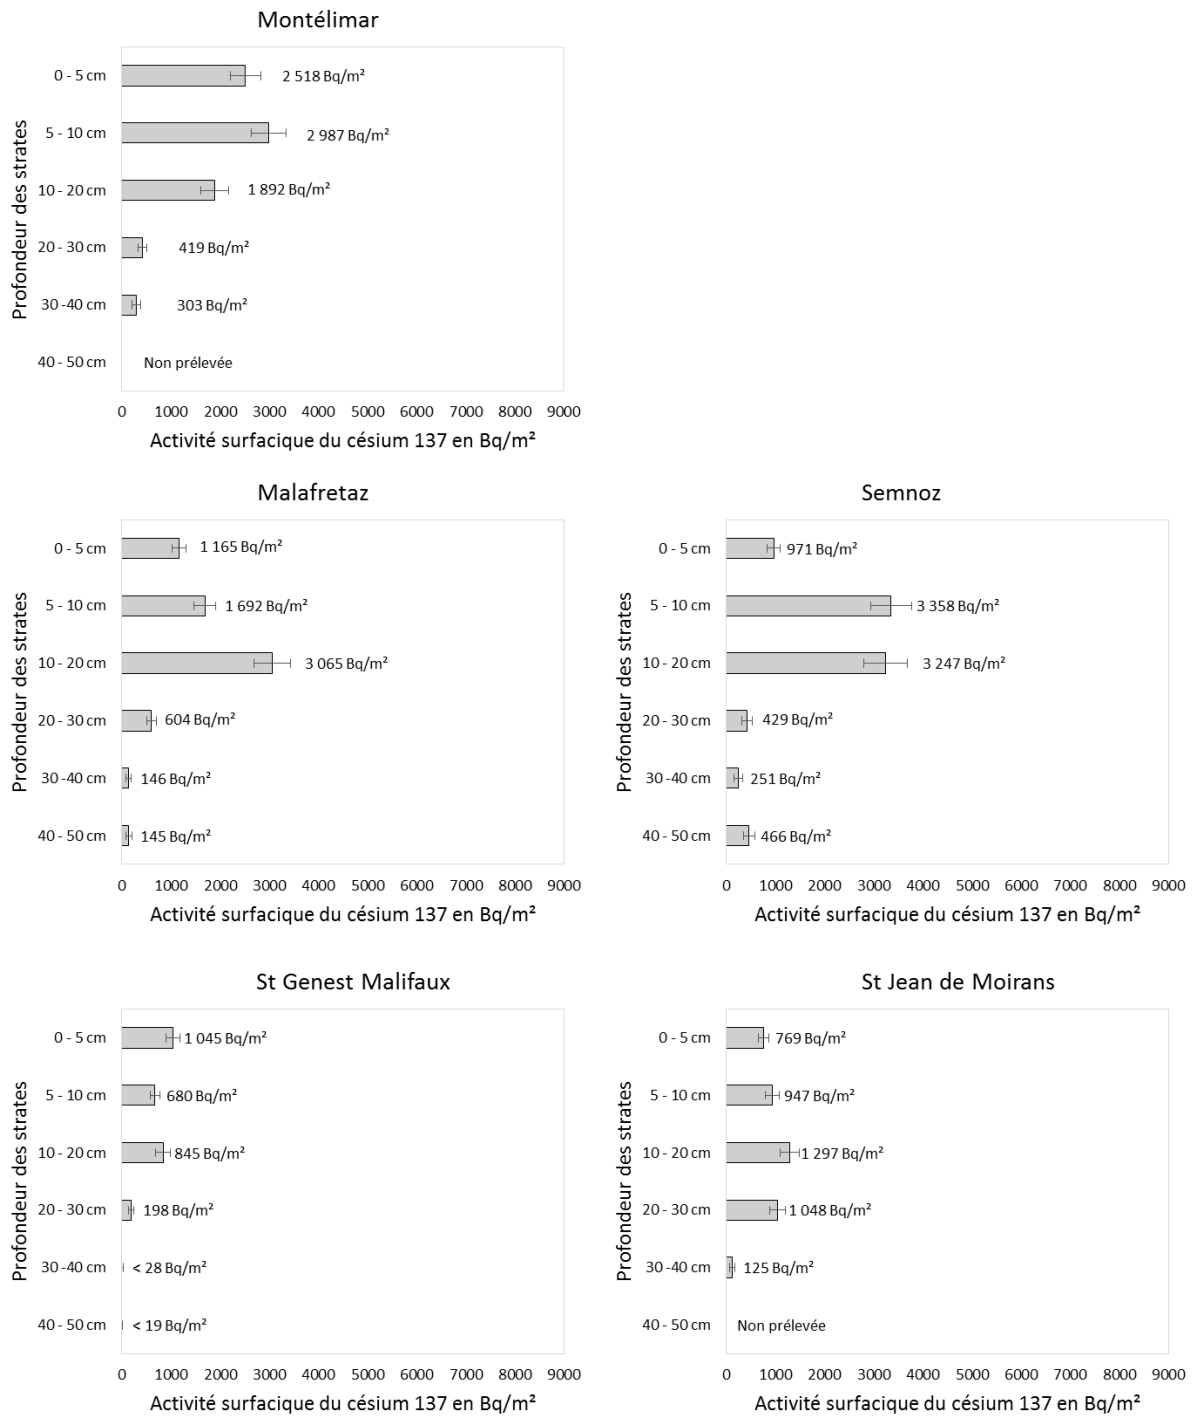 Montélimar
Profondeur des strates
0 - 5 cm 2 518 Bq/m²
5 - 10 cm 2 987 Bq/m²
10 - 20 cm 1 892 Bq/m²
20 - 30 cm 419 Bq/m²
30 -40 cm 303 Bq/m²
40 - 50 cm Non prélevée
0 1000 2000 3000 4000 5000 6000 7000 8000 9000
Activité surfacique du césium 137 en Bq/m²
Malafretaz
Profondeur des strates
0 - 5 cm 1 165 Bq/m²
5 - 10 cm 1 692 Bq/m²
10 - 20 cm 3 065 Bq/m²
20 - 30 cm 604 Bq/m²
30 -40 cm 146 Bq/m²
40 - 50 cm 145 Bq/m²
0 1000 2000 3000 4000 5000 6000 7000 8000 9000
Activité surfacique du césium 137 en Bq/m²
Semnoz
Profondeur des strates
0 - 5 cm 971 Bq/m²
5 - 10 cm 3 358 Bq/m²
10 - 20 cm 3 247 Bq/m²
20 - 30 cm 429 Bq/m²
30 -40 cm 251 Bq/m²
40 - 50 cm 466 Bq/m²
0 1000 2000 3000 4000 5000 6000 7000 8000 9000
Activité surfacique du césium 137 en Bq/m²
St Genest Malifaux
Profondeur des strates
0 - 5 cm 1 045 Bq/m²
5 - 10 cm 680 Bq/m²
10 - 20 cm 845 Bq/m²
20 - 30 cm 198 Bq/m²
30 -40 cm < 28 Bq/m²
40 - 50 cm < 19 Bq/m²
0 1000 2000 3000 4000 5000 6000 7000 8000 9000
Activité surfacique du césium 137 en Bq/m²
St Jean de Moirans
Profondeur des strates
0 - 5 cm 769 Bq/m²
5 - 10 cm 947 Bq/m²
10 - 20 cm 1 297 Bq/m²
20 - 30 cm 1 048 Bq/m²
30 -40 cm 125 Bq/m²
40 - 50 cm Non prélevée
0 1000 2000 3000 4000 5000 6000 7000 8000 9000
Activité surfacique du césium 137 en Bq/m²